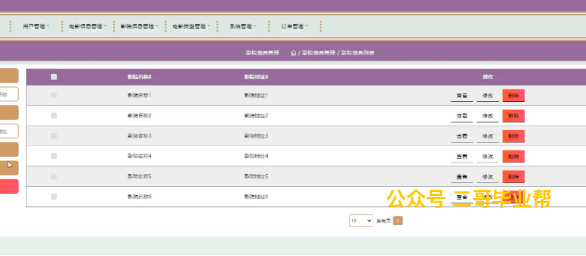 用户管理 电影信息管理 影院信息管理 电影类型管理 系统管理 订单管理
影院信息管理 / 影院信息管理 / 影院信息列表
影院名称 影院地址 操作
影院名称1 影院地址1 查看 修改 删除
影院名称2 影院地址2 查看 修改 删除
影院名称3 影院地址3 查看 修改 删除
影院名称4 影院地址4 查看 修改 删除
影院名称5 影院地址5 查看 修改 删除
影院名称6 影院地址6 查看 修改 删除
公众号 二哥毕业帮
10 条每页 1